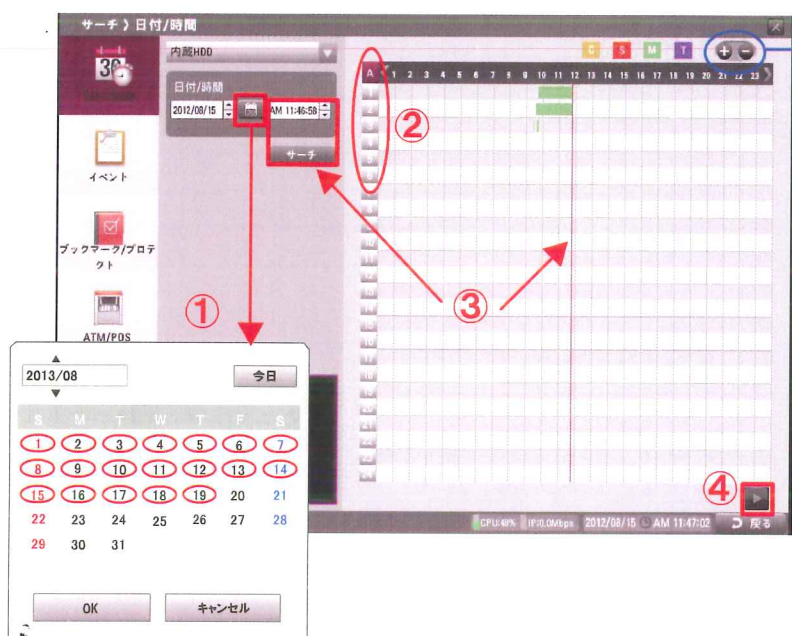 サーチ 〉日付/時間
内蔵HDD
C S M T
日付/時間
2012/08/15 AM 11:46:58
サーチ
A 1 2 3 4 5 6 7 8 9 10 11 12 13 14 15 16 17 18 19 20 21 22 23
②
イベント
ブックマーク/プロテクト
ATM/POS
①
③
④
2013/08
今日
S M T W T F S
1 2 3 4 5 6 7
8 9 10 11 12 13 14
15 16 17 18 19 20 21
22 23 24 25 26 27 28
29 30 31
OK キャンセル
CPU:49% IP:0.0Mbps 2012/08/15 AM 11:47:02 戻る